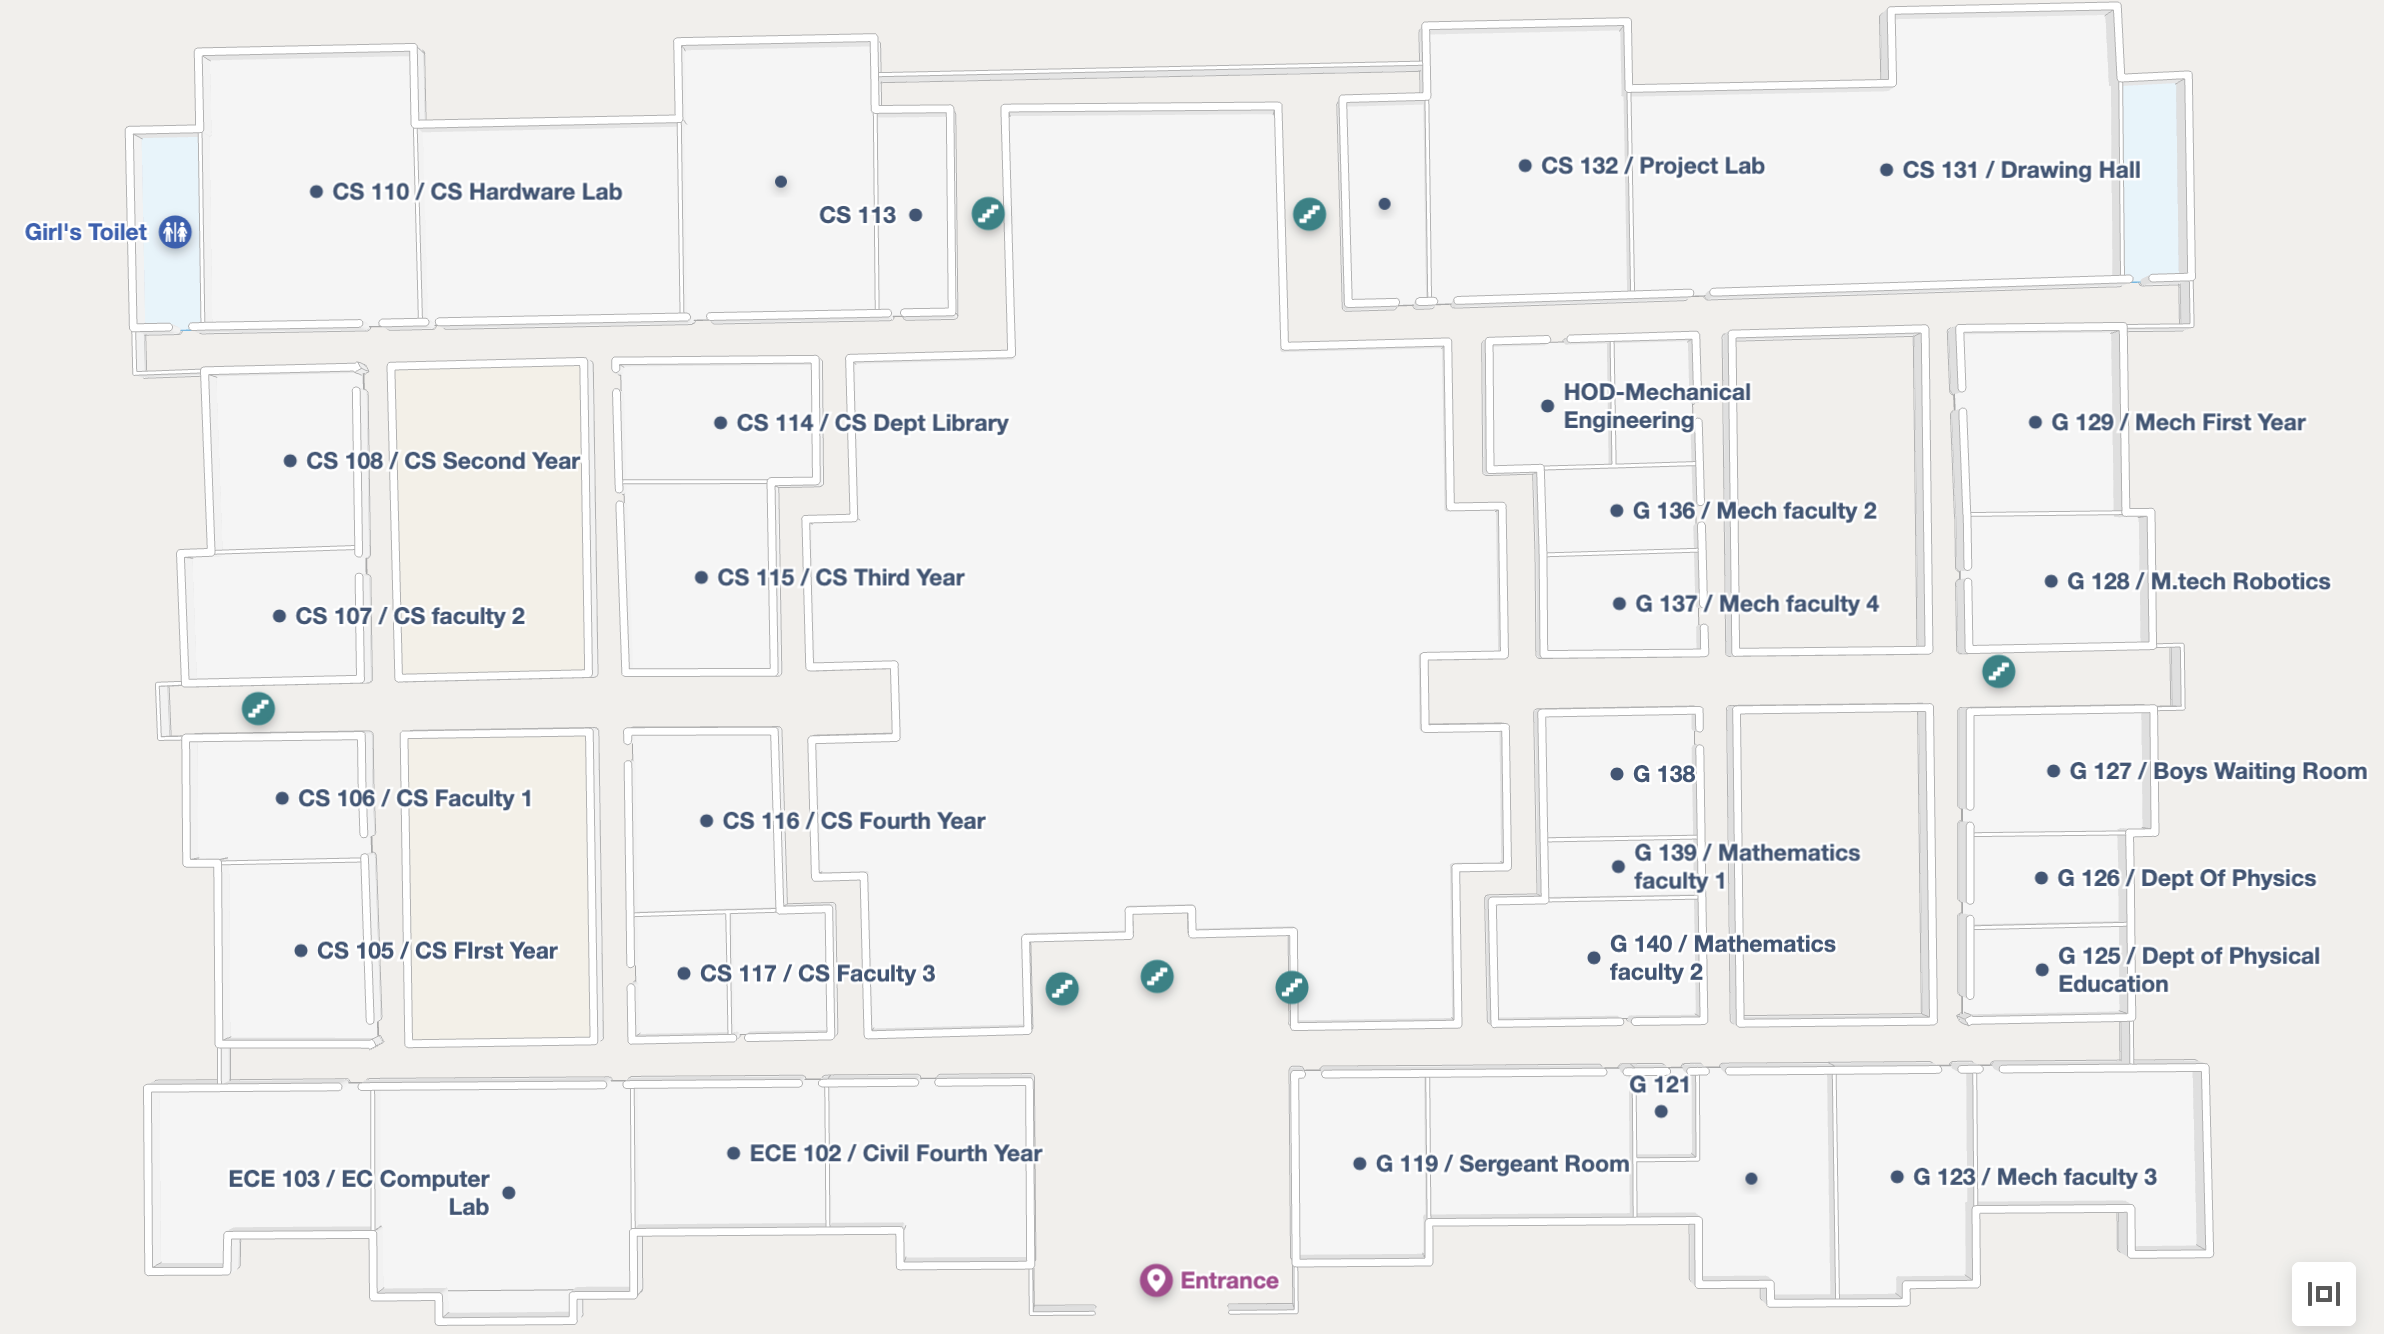 CS 132 / Project Lab
CS 131 / Drawing Hall
CS 110 / CS Hardware Lab
CS 113
Girl's Toilet
HOD-Mechanical
Engineering
CS 114 / CS Dept Library
G 129 / Mech First Year
CS 108 / CS Second Year
G 136 / Mech faculty 2
CS 115 / CS Third Year
G 128 / M.tech Robotics
G 137 / Mech faculty 4
CS 107 / CS faculty 2
G 138
G 127 / Boys Waiting Room
CS 106 / CS Faculty 1
CS 116 / CS Fourth Year
G 139 / Mathematics
faculty 1
G 126 / Dept Of Physics
CS 105 / CS FIrst Year
G 140 / Mathematics
faculty 2
G 125 / Dept of Physical
Education
CS 117 / CS Faculty 3
G 121
ECE 102 / Civil Fourth Year
G 119 / Sergeant Room
ECE 103 / EC Computer
Lab
G 123 / Mech faculty 3
Entrance